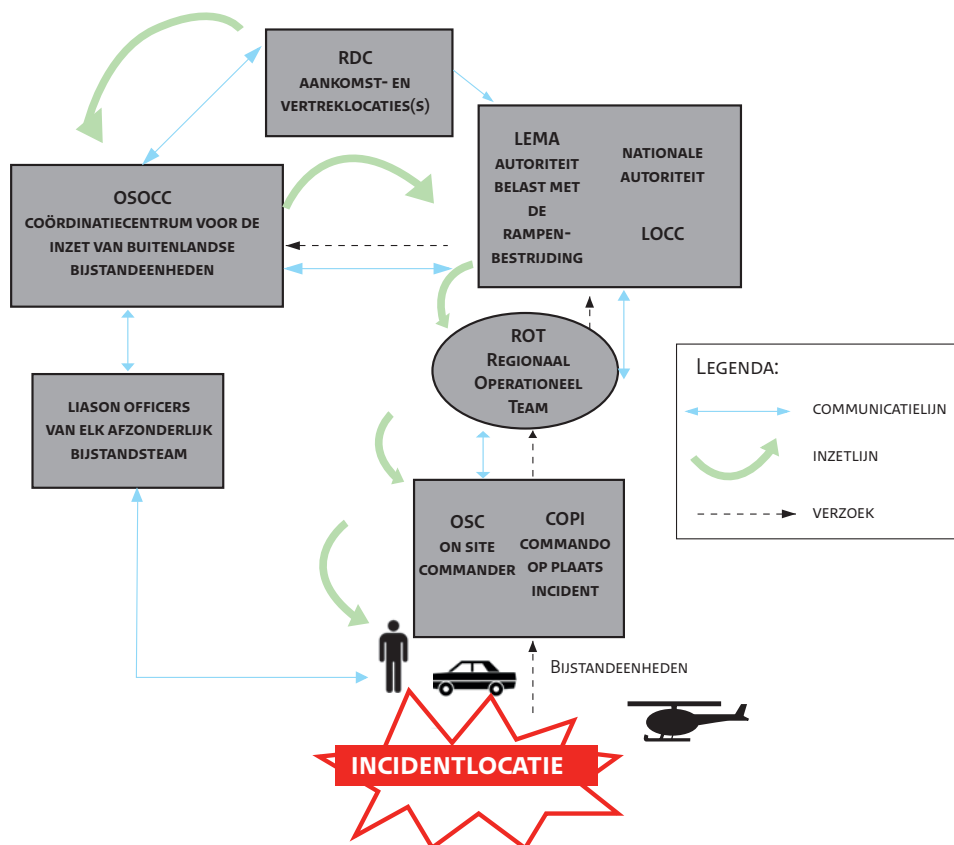 RDC
AANKOMST- EN
VERTREKLOCATIES(S)
LEMA
AUTORITEIT
BELAST MET
DE
RAMPEN-
BESTRIJDING
NATIONALE
AUTORITEIT
LOCC
OSOCC
COÖRDINATIECENTRUM VOOR DE
INZET VAN BUITENLANDSE
BIJSTANDEENHEDEN
ROT
REGIONAAL
OPERATIONEEL
TEAM
LIASON OFFICERS
VAN ELK AFZONDERLIJK
BIJSTANDSTEAM
LEGENDA:
COMMUNICATIELIJN
INZETLIJN
VERZOEK
OSC
ON SITE
COMMANDER
COPI
COMMANDO
OP PLAATS
INCIDENT
BIJSTANDEENHEDEN
INCIDENTLOCATIE